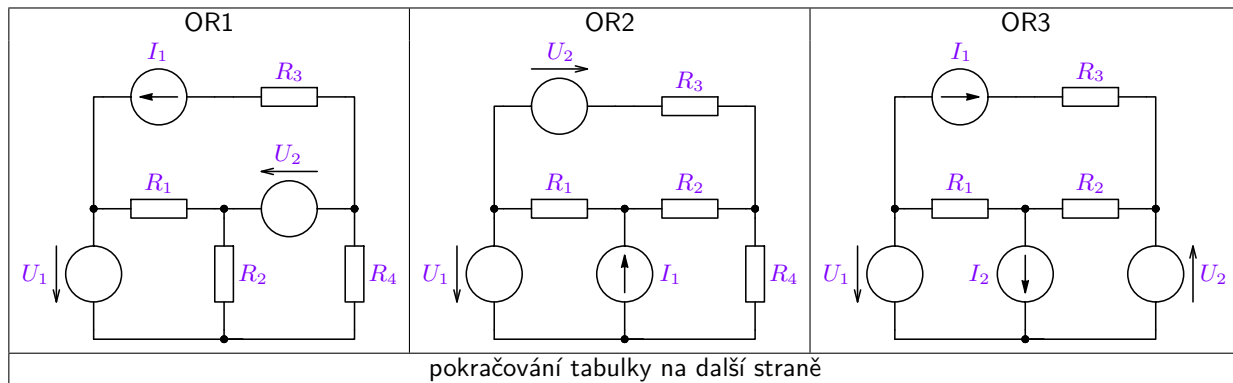 OR1 OR2 OR3
I₁ R₃ U₂ R₁ U₁ R₂ R₄
U₂ R₃ R₁ R₂ U₁ I₁ R₄
I₁ R₃ R₁ R₂ U₁ I₂ U₂
pokračování tabulky na další straně